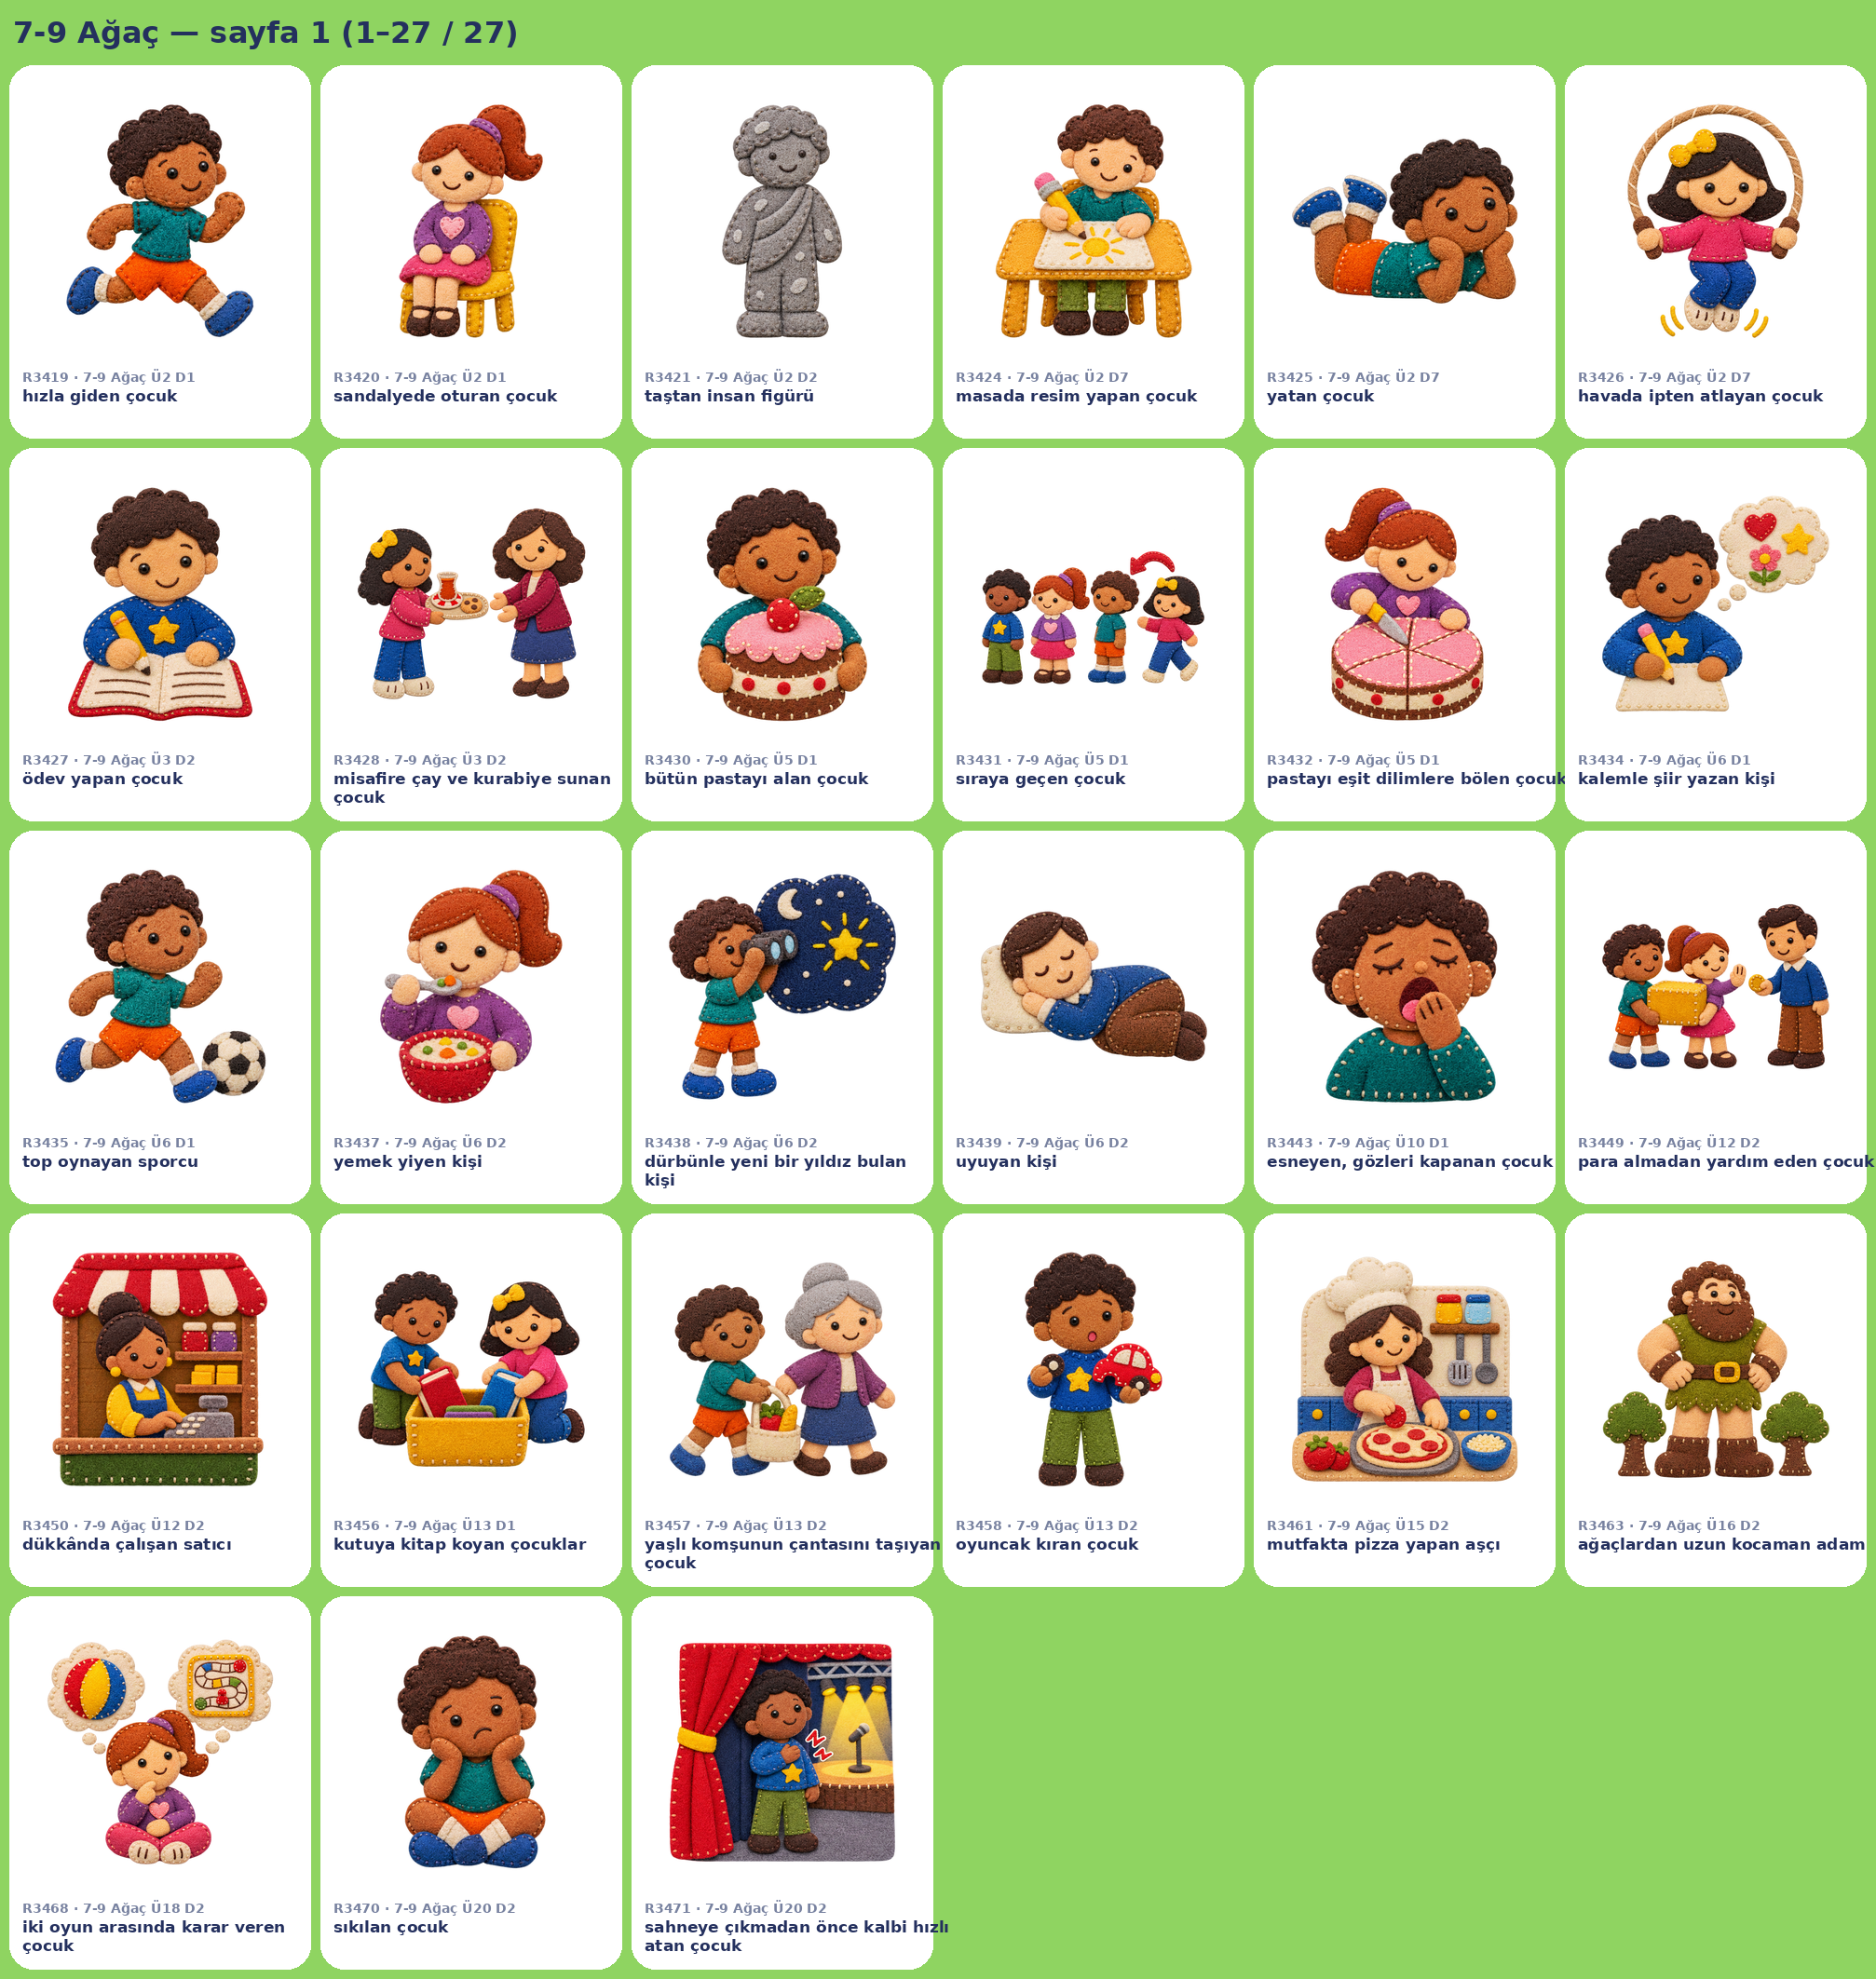 7-9 Ağaç — sayfa 1 (1–27 / 27)
R3419 · 7-9 Ağaç Ü2 D1
hızla giden çocuk
R3420 · 7-9 Ağaç Ü2 D1
sandalyede oturan çocuk
R3421 · 7-9 Ağaç Ü2 D2
taştan insan figürü
R3424 · 7-9 Ağaç Ü2 D7
masada resim yapan çocuk
R3425 · 7-9 Ağaç Ü2 D7
yatan çocuk
R3426 · 7-9 Ağaç Ü2 D7
havada ipten atlayan çocuk
R3427 · 7-9 Ağaç Ü3 D2
ödev yapan çocuk
R3428 · 7-9 Ağaç Ü3 D2
misafire çay ve kurabiye sunan
çocuk
R3430 · 7-9 Ağaç Ü5 D1
bütün pastayı alan çocuk
R3431 · 7-9 Ağaç Ü5 D1
sıraya geçen çocuk
R3432 · 7-9 Ağaç Ü5 D1
pastayı eşit dilimlere bölen çocuk
R3434 · 7-9 Ağaç Ü6 D1
kalemle şiir yazan kişi
R3435 · 7-9 Ağaç Ü6 D1
top oynayan sporcu
R3437 · 7-9 Ağaç Ü6 D2
yemek yiyen kişi
R3438 · 7-9 Ağaç Ü6 D2
dürbünle yeni bir yıldız bulan
kişi
R3439 · 7-9 Ağaç Ü6 D2
uyuyan kişi
R3443 · 7-9 Ağaç Ü10 D1
esneyen, gözleri kapanan çocuk
R3449 · 7-9 Ağaç Ü12 D2
para almadan yardım eden çocuk
R3450 · 7-9 Ağaç Ü12 D2
dükkânda çalışan satıcı
R3456 · 7-9 Ağaç Ü13 D1
kutuya kitap koyan çocuklar
R3457 · 7-9 Ağaç Ü13 D2
yaşlı komşunun çantasını taşıyan
çocuk
R3458 · 7-9 Ağaç Ü13 D2
oyuncak kıran çocuk
R3461 · 7-9 Ağaç Ü15 D2
mutfakta pizza yapan aşçı
R3463 · 7-9 Ağaç Ü16 D2
ağaçlardan uzun kocaman adam
R3468 · 7-9 Ağaç Ü18 D2
iki oyun arasında karar veren
çocuk
R3470 · 7-9 Ağaç Ü20 D2
sıkılan çocuk
R3471 · 7-9 Ağaç Ü20 D2
sahneye çıkmadan önce kalbi hızlı
atan çocuk